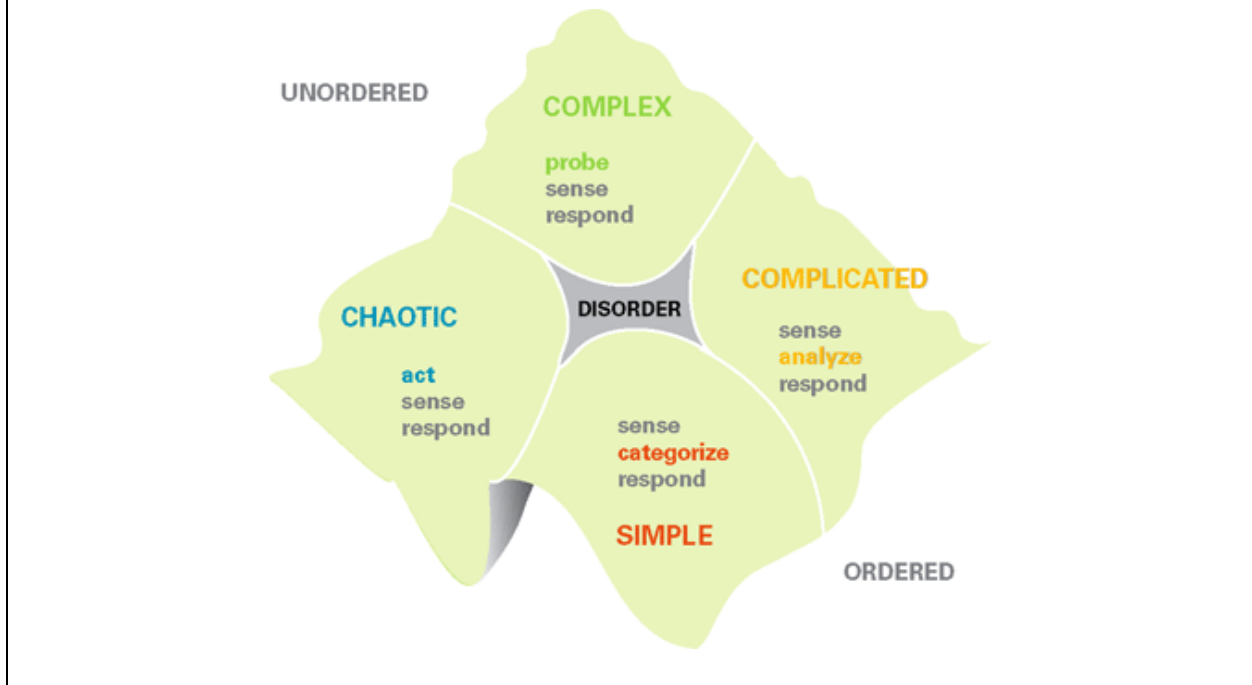 UNORDERED
COMPLEX
probe
sense
respond
COMPLICATED
sense
analyze
respond
DISORDER
CHAOTIC
act
sense
respond
sense
categorize
respond
SIMPLE
ORDERED